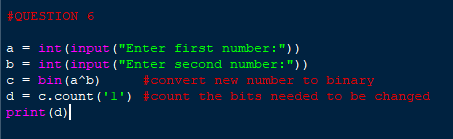 #QUESTION 6
a = int(input("Enter first number:"))
b = int(input("Enter second number:"))
c = bin(a^b) #convert new number to binary
d = c.count('1') #count the bits needed to be changed
print(d)